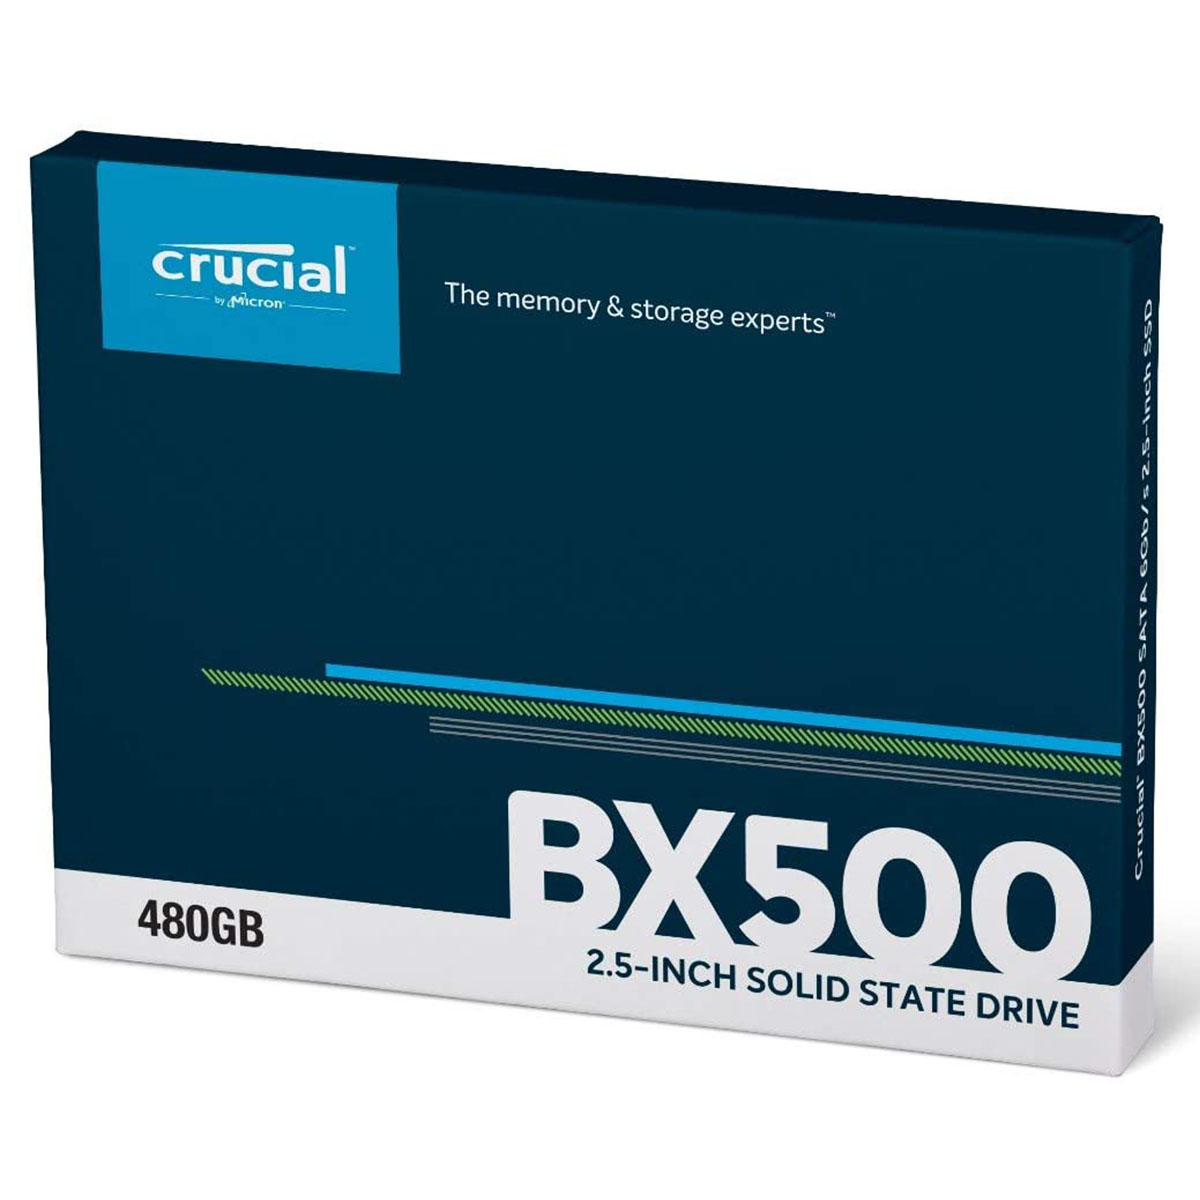 crucial™
by Micron®
The memory & storage experts™
BX500
480GB
2.5-INCH SOLID STATE DRIVE
Crucial® BX500 SATA 6Gb/s 2.5-inch SSD